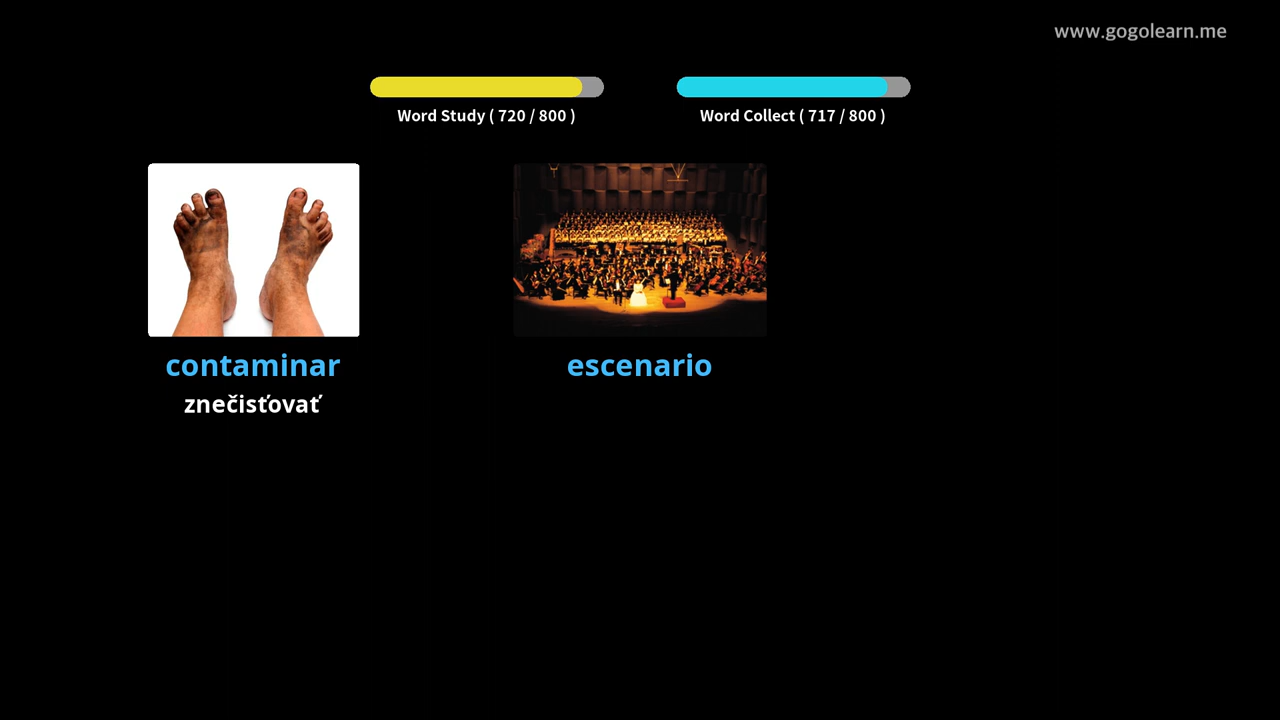 www.gogolearn.me
Word Study ( 720 / 800 )
Word Collect ( 717 / 800 )
contaminar
escenario
znečisťovať